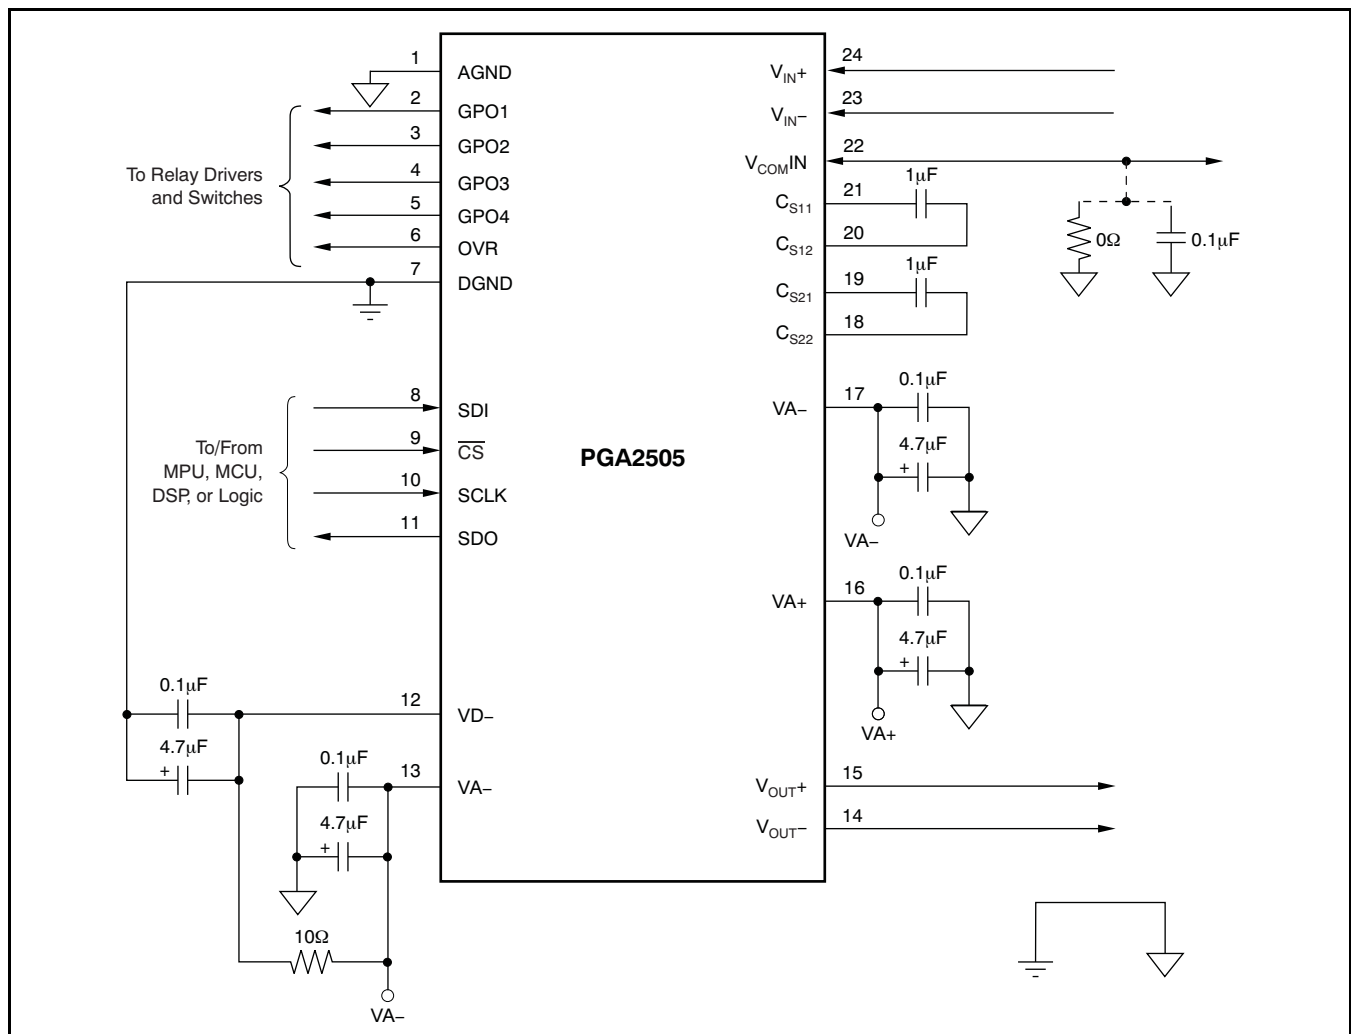 1
AGND
2
GPO1
3
GPO2
4
GPO3
5
GPO4
6
OVR
7
DGND
To Relay Drivers
and Switches
8
SDI
9
CS
10
SCLK
11
SDO
To/From
MPU, MCU,
DSP, or Logic
PGA2505
12
VD−
0.1μF
4.7μF
+
13
VA−
0.1μF
4.7μF
+
10Ω
VA−
24
VIN+
23
VIN−
22
VCOMIN
0Ω
0.1μF
21
CS11
1μF
20
CS12
19
CS21
1μF
18
CS22
17
VA−
0.1μF
4.7μF
+
VA−
16
VA+
0.1μF
4.7μF
+
VA+
15
VOUT+
14
VOUT−